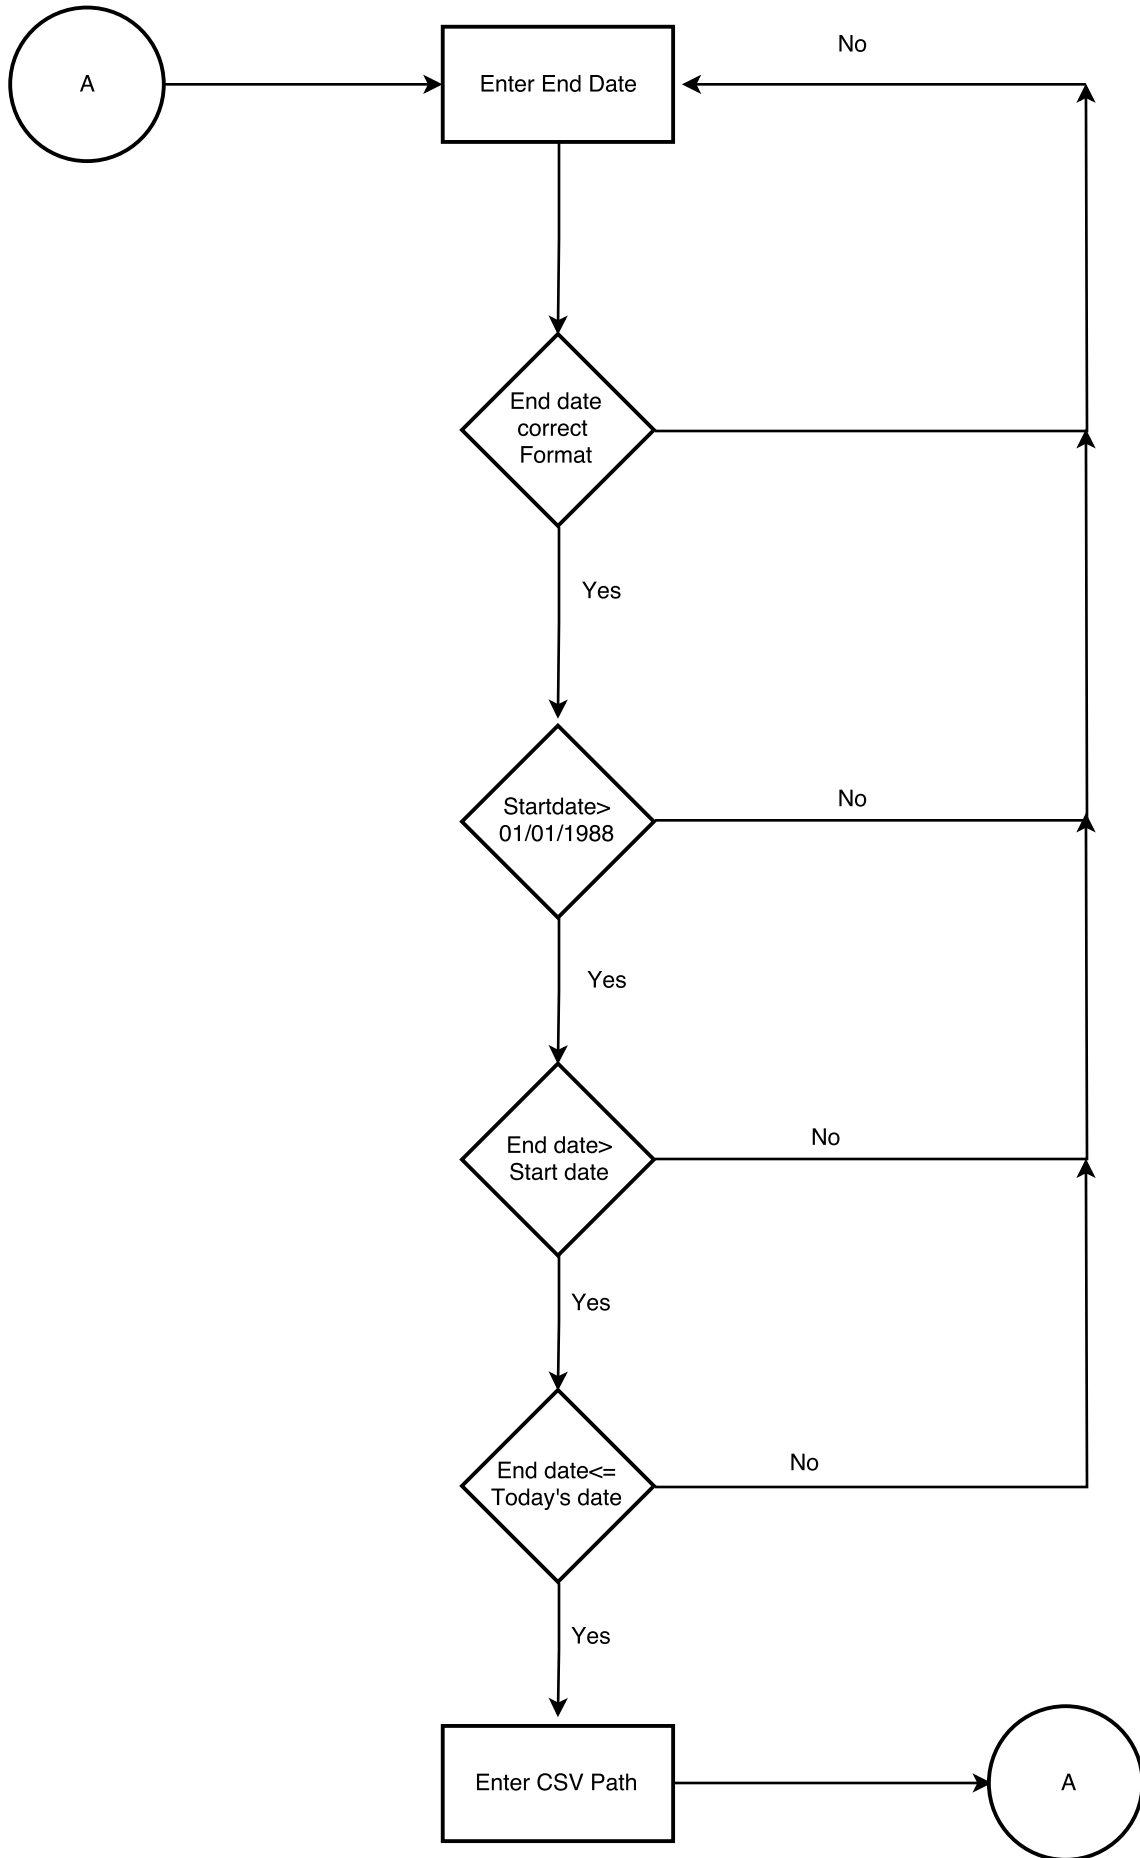 No
A
Enter End Date
End date
correct
Format
Yes
Startdate>
01/01/1988
No
Yes
End date>
Start date
No
Yes
End date<=
Today's date
No
Yes
Enter CSV Path
A